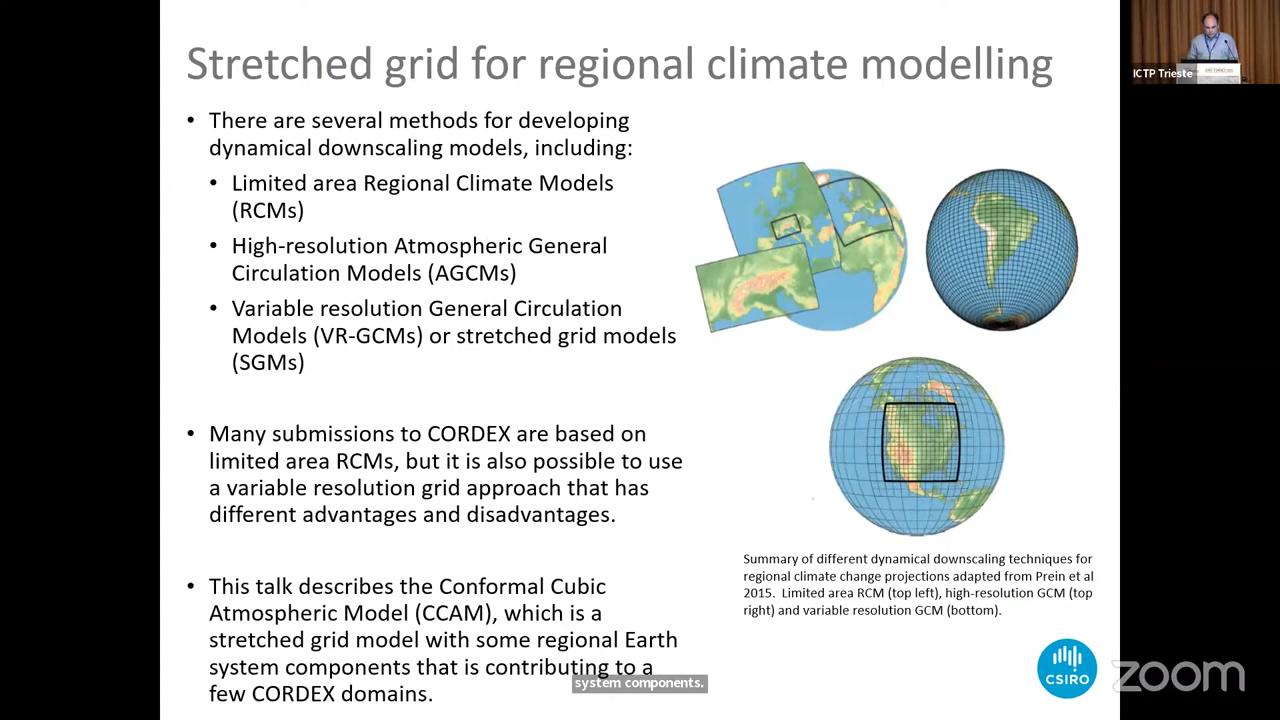 Stretched grid for regional climate modelling
• There are several methods for developing
dynamical downscaling models, including:
• Limited area Regional Climate Models
(RCMs)
• High-resolution Atmospheric General
Circulation Models (AGCMs)
• Variable resolution General Circulation
Models (VR-GCMs) or stretched grid models
(SGMs)
• Many submissions to CORDEX are based on
limited area RCMs, but it is also possible to use
a variable resolution grid approach that has
different advantages and disadvantages.
• This talk describes the Conformal Cubic
Atmospheric Model (CCAM), which is a
stretched grid model with some regional Earth
system components that is contributing to a
few CORDEX domains.
system components.
Summary of different dynamical downscaling techniques for
regional climate change projections adapted from Prein et al
2015. Limited area RCM (top left), high-resolution GCM (top
right) and variable resolution GCM (bottom).
CSIRO
zoom
ICTP Trieste